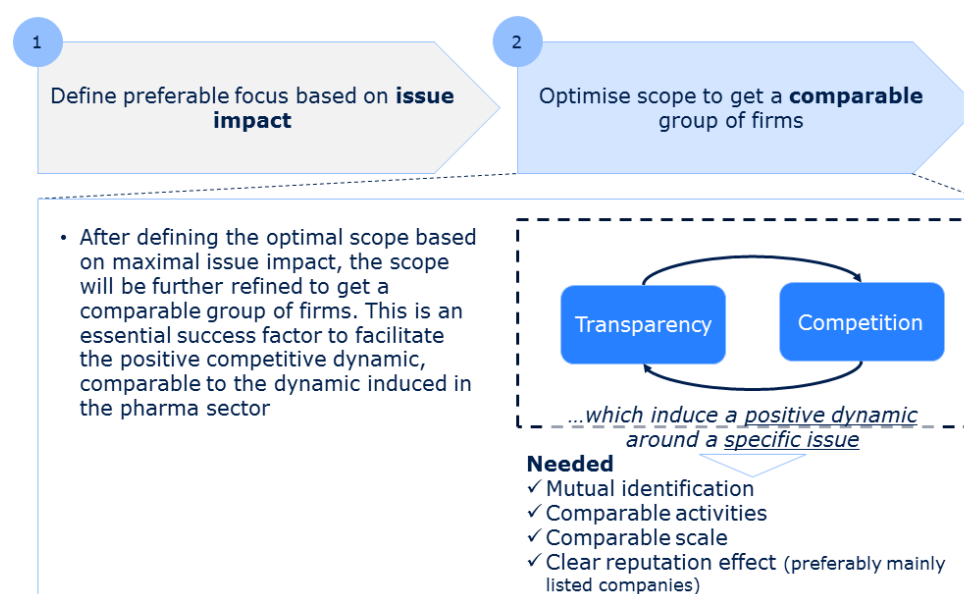 1
Define preferable focus based on issue
impact
2
Optimise scope to get a comparable
group of firms
• After defining the optimal scope based
on maximal issue impact, the scope
will be further refined to get a
comparable group of firms. This is an
essential success factor to facilitate
the positive competitive dynamic,
comparable to the dynamic induced in
the pharma sector
Transparency
Competition
...which induce a positive dynamic
around a specific issue
Needed
✓ Mutual identification
✓ Comparable activities
✓ Comparable scale
✓ Clear reputation effect (preferably mainly
listed companies)